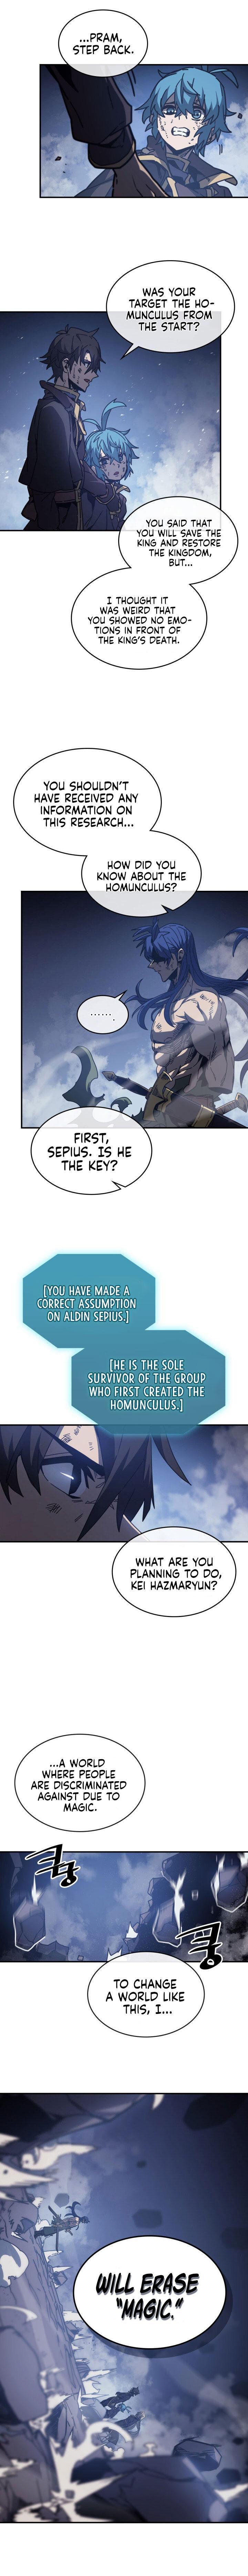 ...PRAM,
STEP BACK.
WAS YOUR
TARGET THE HO-
MUNCULUS FROM
THE START?
YOU SAID THAT
YOU WILL SAVE THE
KING AND RESTORE
THE KINGDOM,
BUT...
I THOUGHT IT
WAS WEIRD THAT
YOU SHOWED NO EMO-
TIONS IN FRONT OF
THE KING'S DEATH.
YOU SHOULDN'T
HAVE RECEIVED ANY
INFORMATION ON
THIS RESEARCH...
HOW DID YOU
KNOW ABOUT THE
HOMUNCULUS?
.......
FIRST,
SEPIUS. IS HE
THE KEY?
[YOU HAVE MADE A
CORRECT ASSUMPTION
ON ALDIN SEPIUS.]
[HE IS THE SOLE
SURVIVOR OF THE GROUP
WHO FIRST CREATED THE
HOMUNCULUS.]
WHAT ARE YOU
PLANNING TO DO,
KEI HAZMARYUN?
...A WORLD
WHERE PEOPLE
ARE DISCRIMINATED
AGAINST DUE TO
MAGIC.
쿵
쿵
TO CHANGE
A WORLD LIKE
THIS, I...
WILL ERASE
"MAGIC."